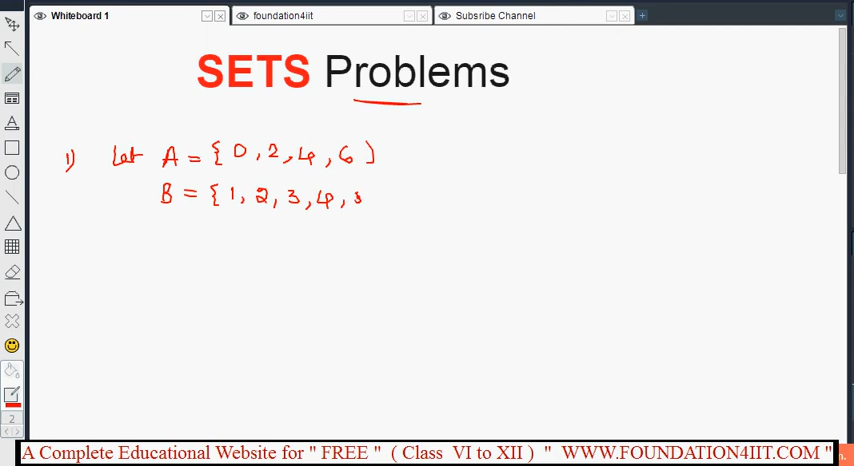 Whiteboard 1
foundation4iit
Subsribe Channel
SETS Problems
1) Let A = { 0, 2, 4, 6 }
B = { 1, 2, 3, 4,
2
A Complete Educational Website for " FREE " ( Class VI to XII ) " WWW.FOUNDATION4IIT.COM "